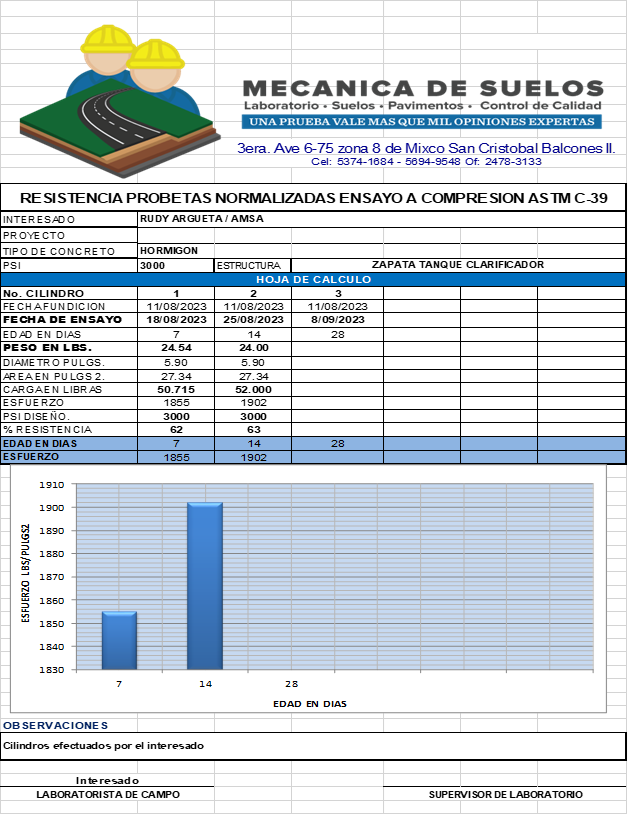 MECANICA DE SUELOS
Laboratorio • Suelos • Pavimentos • Control de Calidad
UNA PRUEBA VALE MAS QUE MIL OPINIONES EXPERTAS
3era. Ave 6-75 zona 8 de Mixco San Cristobal Balcones II.
Cel: 5374-1684 - 5694-9548 Of: 2478-3133
RESISTENCIA PROBETAS NORMALIZADAS ENSAYO A COMPRESION ASTM C-39
INTERESADO RUDY ARGUETA / AMSA
PROYECTO
TIPO DE CONCRETO HORMIGON
PSI 3000 ESTRUCTURA ZAPATA TANQUE CLARIFICADOR
HOJA DE CALCULO
No. CILINDRO 1 2 3
FECHA FUNDICION 11/08/2023 11/08/2023 11/08/2023
FECHA DE ENSAYO 18/08/2023 25/08/2023 8/09/2023
EDAD EN DIAS 7 14 28
PESO EN LBS. 24.54 24.00
DIAMETRO PULGS. 5.90 5.90
AREA EN PULGS 2. 27.34 27.34
CARGA EN LIBRAS 50.715 52.000
ESFUERZO 1855 1902
PSI DISEÑO. 3000 3000
% RESISTENCIA 62 63
EDAD EN DIAS 7 14 28
ESFUERZO 1855 1902
ESFUERZO LBS/PULGS2
1910
1900
1890
1880
1870
1860
1850
1840
1830
7 14 28
EDAD EN DIAS
OBSERVACIONES
Cilindros efectuados por el interesado
Interesado
LABORATORISTA DE CAMPO SUPERVISOR DE LABORATORIO